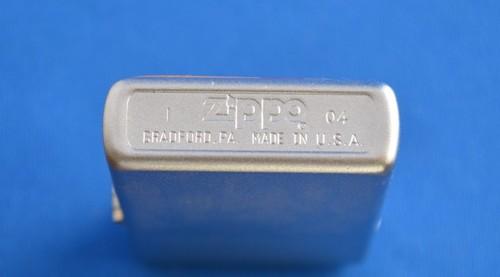 I zippo 04
BRADFORD, PA. MADE IN U.S.A.